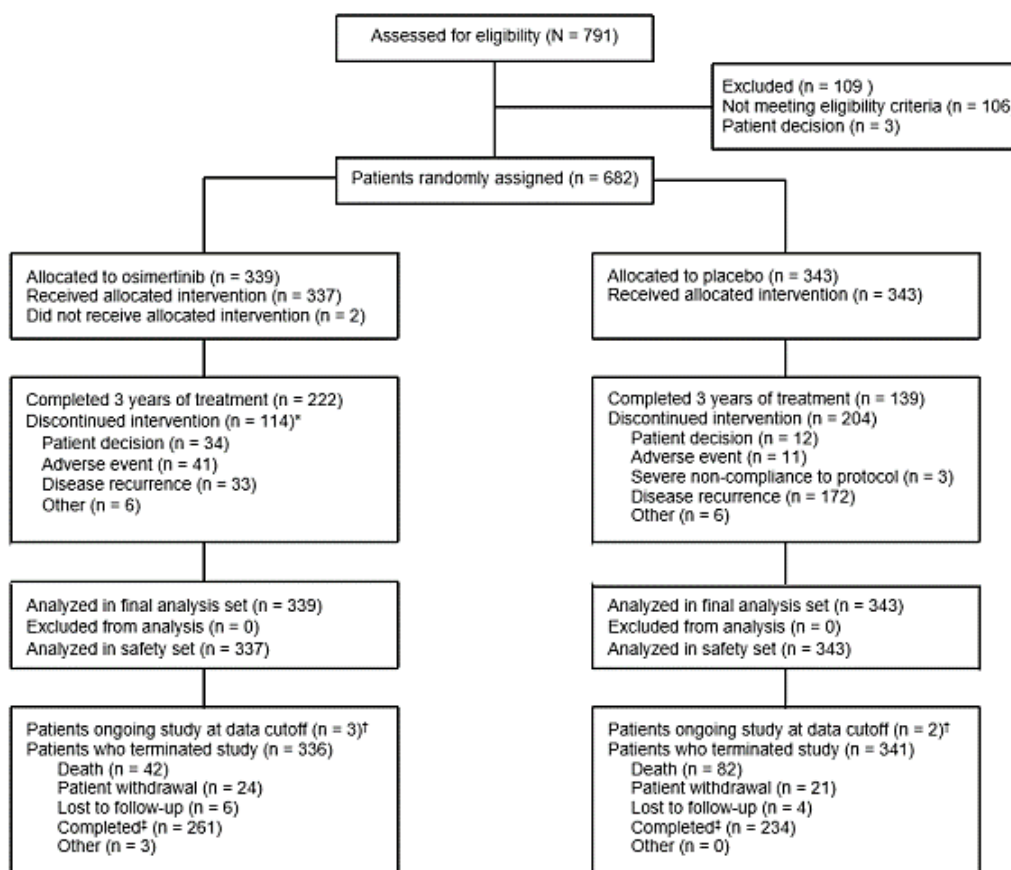 Assessed for eligibility (N = 791)
Excluded (n = 109 )
Not meeting eligibility criteria (n = 106)
Patient decision (n = 3)
Patients randomly assigned (n = 682)
Allocated to osimertinib (n = 339)
Received allocated intervention (n = 337)
Did not receive allocated intervention (n = 2)
Allocated to placebo (n = 343)
Received allocated intervention (n = 343)
Completed 3 years of treatment (n = 222)
Discontinued intervention (n = 114)*
Patient decision (n = 34)
Adverse event (n = 41)
Disease recurrence (n = 33)
Other (n = 6)
Completed 3 years of treatment (n = 139)
Discontinued intervention (n = 204)
Patient decision (n = 12)
Adverse event (n = 11)
Severe non-compliance to protocol (n = 3)
Disease recurrence (n = 172)
Other (n = 6)
Analyzed in final analysis set (n = 339)
Excluded from analysis (n = 0)
Analyzed in safety set (n = 337)
Analyzed in final analysis set (n = 343)
Excluded from analysis (n = 0)
Analyzed in safety set (n = 343)
Patients ongoing study at data cutoff (n = 3)†
Patients who terminated study (n = 336)
Death (n = 42)
Patient withdrawal (n = 24)
Lost to follow-up (n = 6)
Completed‡ (n = 261)
Other (n = 3)
Patients ongoing study at data cutoff (n = 2)†
Patients who terminated study (n = 341)
Death (n = 82)
Patient withdrawal (n = 21)
Lost to follow-up (n = 4)
Completed‡ (n = 234)
Other (n = 0)